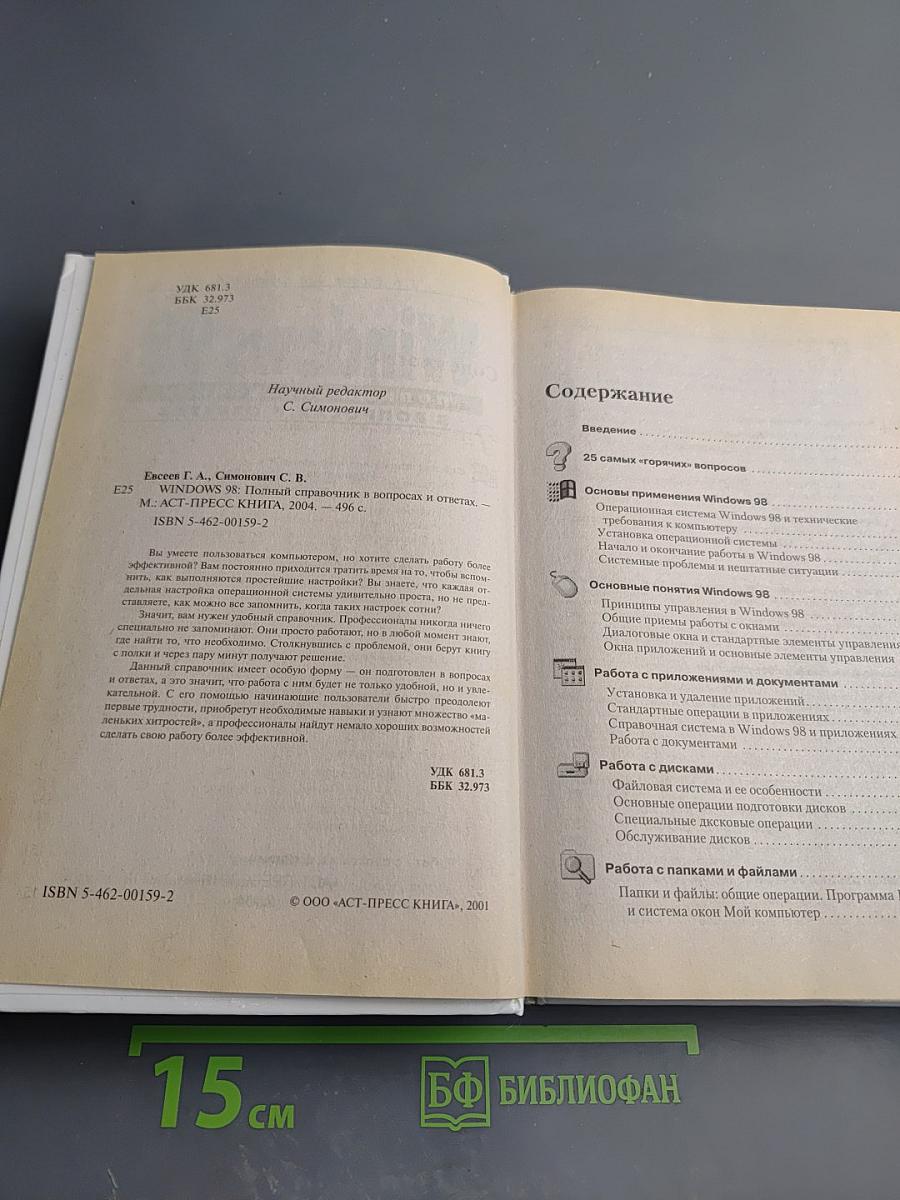 УДК 681.3
ББК 32.973
Е25
Научный редактор
С. Симонович
Евсеев Г. А., Симонович С. В.
Е25 WINDOWS 98: Полный справочник в вопросах и ответах. —
М.: АСТ-ПРЕСС КНИГА, 2004. — 496 с.
ISBN 5-462-00159-2
Вы умеете пользоваться компьютером, но хотите сделать работу более
эффективной? Вам постоянно приходится тратить время на то, чтобы вспом-
нить, как выполняются простейшие настройки? Вы знаете, что каждая от-
дельная настройка операционной системы удивительно проста, но не пред-
ставляете, как можно все запомнить, когда таких настроек сотни?
Значит, вам нужен удобный справочник. Профессионалы никогда ничего
специально не запоминают. Они просто работают, но в любой момент знают,
где найти то, что необходимо. Столкнувшись с проблемой, они берут книгу
с полки и через пару минут получают решение.
Данный справочник имеет особую форму — он подготовлен в вопросах
и ответах, а это значит, что работа с ним будет не только удобной, но и увле-
кательной. С его помощью начинающие пользователи быстро преодолеют
первые трудности, приобретут необходимые навыки и узнают множество «ма-
леньких хитростей», а профессионалы найдут немало хороших возможностей
сделать свою работу более эффективной.
УДК 681.3
ББК 32.973
ISBN 5-462-00159-2
© ООО «АСТ-ПРЕСС КНИГА», 2001
Содержание
Введение
25 самых «горячих» вопросов
Основы применения Windows 98
Операционная система Windows 98 и технические
требования к компьютеру
Установка операционной системы
Начало и окончание работы в Windows 98
Системные проблемы и нештатные ситуации
Основные понятия Windows 98
Принципы управления в Windows 98
Общие приемы работы с окнами
Диалоговые окна и стандартные элементы управления
Окна приложений и основные элементы управления
Работа с приложениями и документами
Установка и удаление приложений
Стандартные операции в приложениях
Справочная система в Windows 98 и приложениях
Работа с документами
Работа с дисками
Файловая система и ее особенности
Основные операции подготовки дисков
Специальные дксковые операции
Обслуживание дисков
Работа с папками и файлами
Папки и файлы: общие операции. Программа
и система окон Мой компьютер
15 см
БФ БИБЛИОФАН